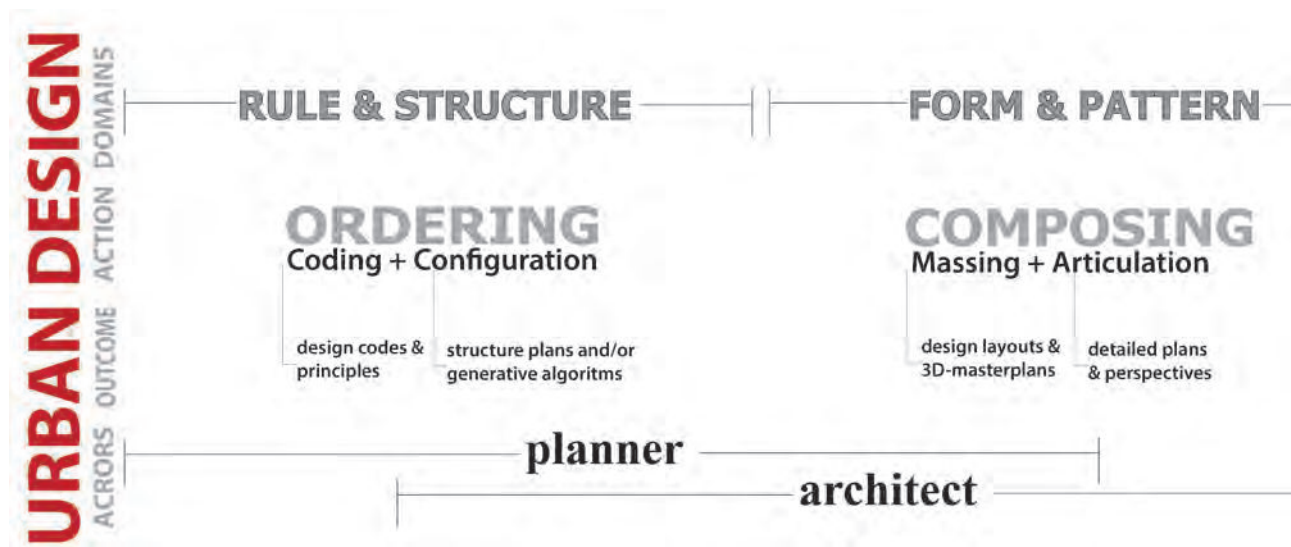 URBAN DESIGN
DOMAINS
ACTION
OUTCOME
ACRORS
RULE & STRUCTURE
FORM & PATTERN
ORDERING
Coding + Configuration
design codes &
principles
structure plans and/or
generative algoritms
COMPOSING
Massing + Articulation
design layouts &
3D-masterplans
detailed plans
& perspectives
planner
architect